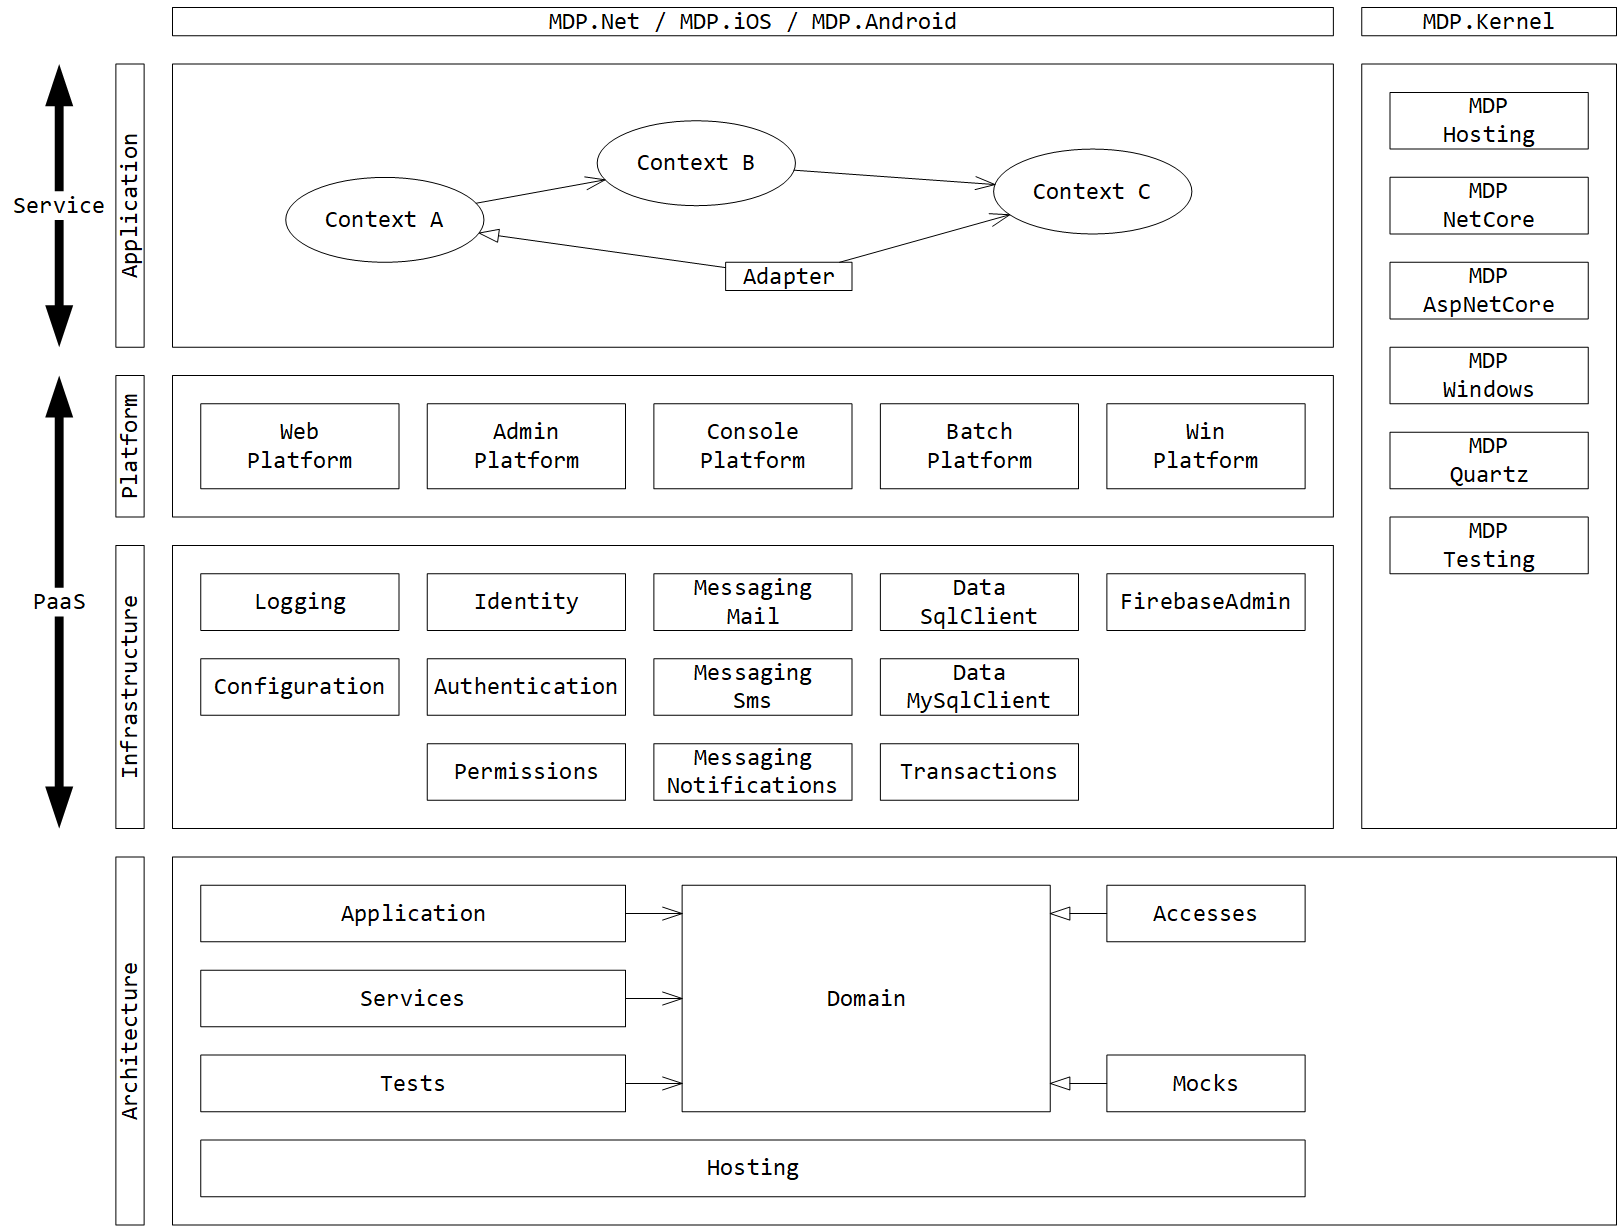 MDP.Net / MDP.iOS / MDP.Android
MDP.Kernel
Service
Application
Context A
Context B
Context C
Adapter
MDP
Hosting
MDP
NetCore
MDP
AspNetCore
MDP
Windows
MDP
Quartz
MDP
Testing
PaaS
Platform
Web
Platform
Admin
Platform
Console
Platform
Batch
Platform
Win
Platform
Infrastructure
Logging
Identity
Messaging
Mail
Data
SqlClient
FirebaseAdmin
Configuration
Authentication
Messaging
Sms
Data
MySqlClient
Permissions
Messaging
Notifications
Transactions
Architecture
Application
Services
Tests
Domain
Accesses
Mocks
Hosting